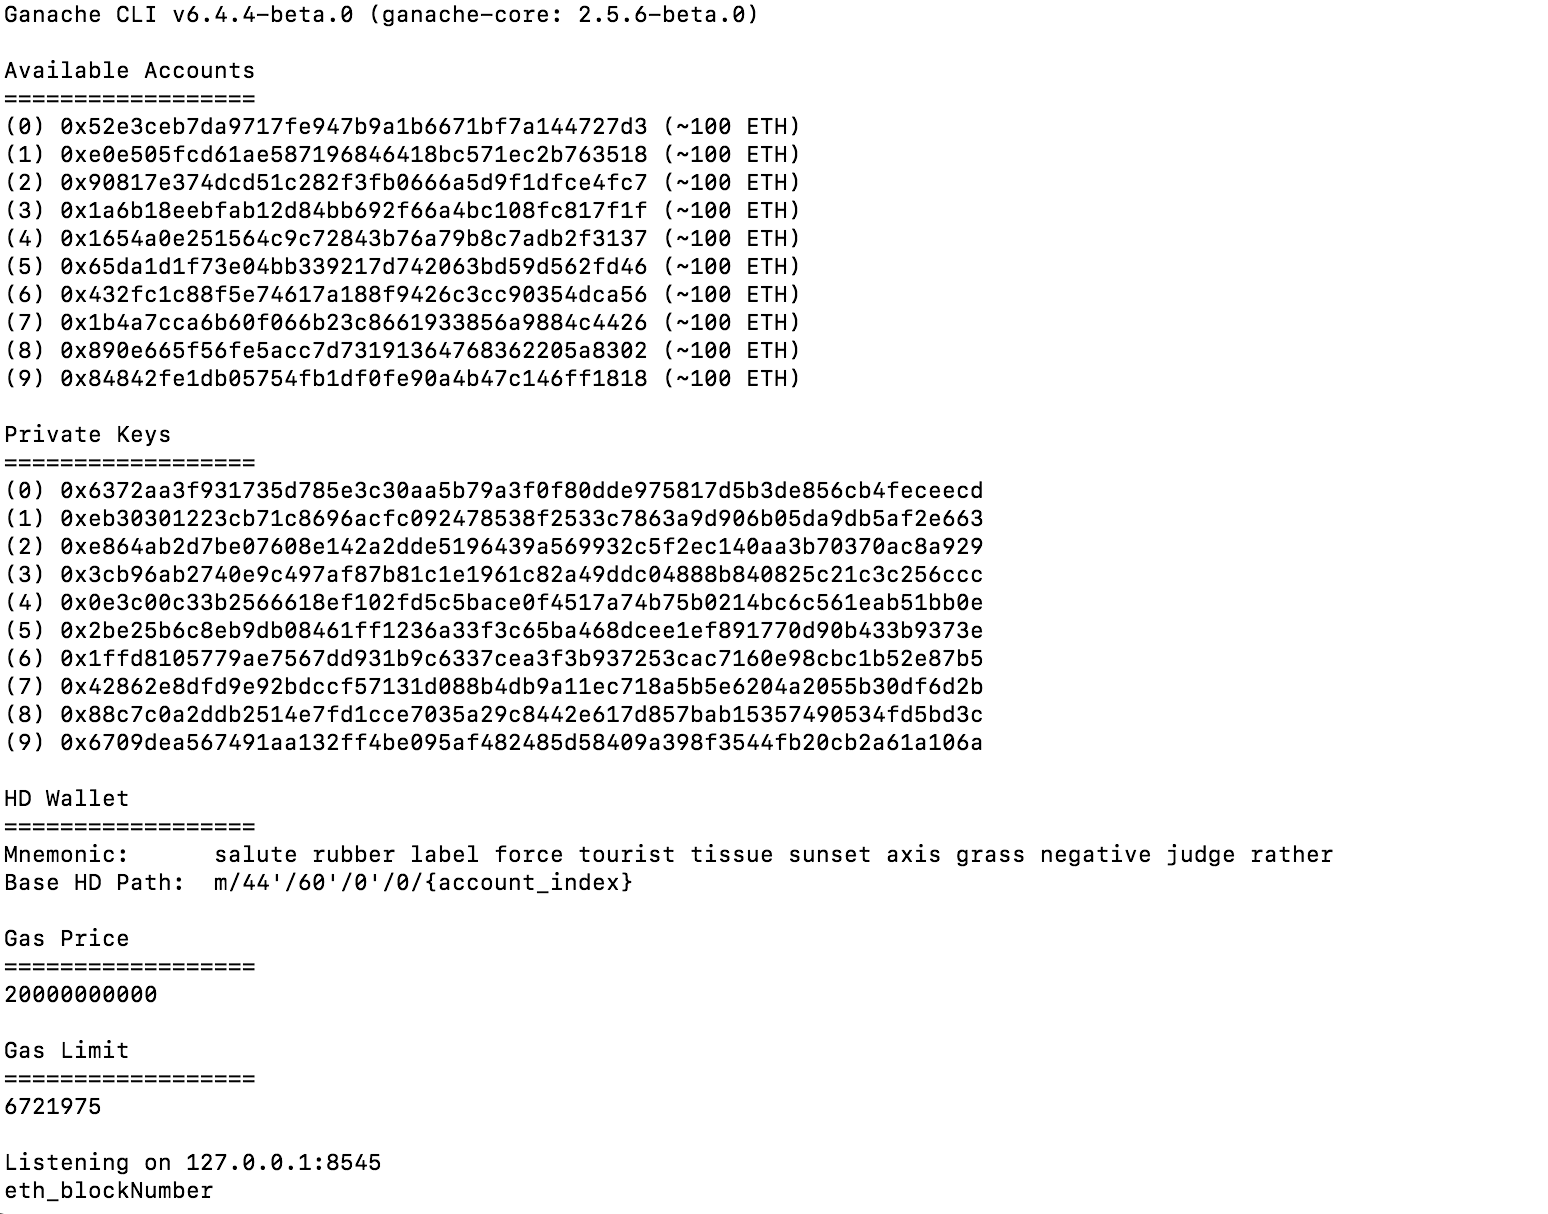 Ganache CLI v6.4.4-beta.0 (ganache-core: 2.5.6-beta.0)
Available Accounts
==================
(0) 0x52e3ceb7da9717fe947b9a1b6671bf7a144727d3 (~100 ETH)
(1) 0xe0e505fcd61ae587196846418bc571ec2b763518 (~100 ETH)
(2) 0x90817e374dcd51c282f3fb0666a5d9f1dfce4fc7 (~100 ETH)
(3) 0x1a6b18eebfab12d84bb692f66a4bc108fc817f1f (~100 ETH)
(4) 0x1654a0e251564c9c72843b76a79b8c7adb2f3137 (~100 ETH)
(5) 0x65da1d1f73e04bb339217d742063bd59d562fd46 (~100 ETH)
(6) 0x432fc1c88f5e74617a188f9426c3cc90354dca56 (~100 ETH)
(7) 0x1b4a7cca6b60f066b23c8661933856a9884c4426 (~100 ETH)
(8) 0x890e665f56fe5acc7d73191364768362205a8302 (~100 ETH)
(9) 0x84842fe1db05754fb1df0fe90a4b47c146ff1818 (~100 ETH)
Private Keys
==================
(0) 0x6372aa3f931735d785e3c30aa5b79a3f0f80dde975817d5b3de856cb4feceecd
(1) 0xeb30301223cb71c8696acfc092478538f2533c7863a9d906b05da9db5af2e663
(2) 0xe864ab2d7be07608e142a2dde5196439a569932c5f2ec140aa3b70370ac8a929
(3) 0x3cb96ab2740e9c497af87b81c1e1961c82a49ddc04888b840825c21c3c256ccc
(4) 0x0e3c00c33b2566618ef102fd5c5bace0f4517a74b75b0214bc6c561eab51bb0e
(5) 0x2be25b6c8eb9db08461ff1236a33f3c65ba468dcee1ef891770d90b433b9373e
(6) 0x1ffd8105779ae7567dd931b9c6337cea3f3b937253cac7160e98cbc1b52e87b5
(7) 0x42862e8dfd9e92bdccf57131d088b4db9a11ec718a5b5e6204a2055b30df6d2b
(8) 0x88c7c0a2ddb2514e7fd1cce7035a29c8442e617d857bab15357490534fd5bd3c
(9) 0x6709dea567491aa132ff4be095af482485d58409a398f3544fb20cb2a61a106a
HD Wallet
==================
Mnemonic:      salute rubber label force tourist tissue sunset axis grass negative judge rather
Base HD Path:  m/44'/60'/0'/0/{account_index}
Gas Price
==================
20000000000
Gas Limit
==================
6721975
Listening on 127.0.0.1:8545
eth_blockNumber